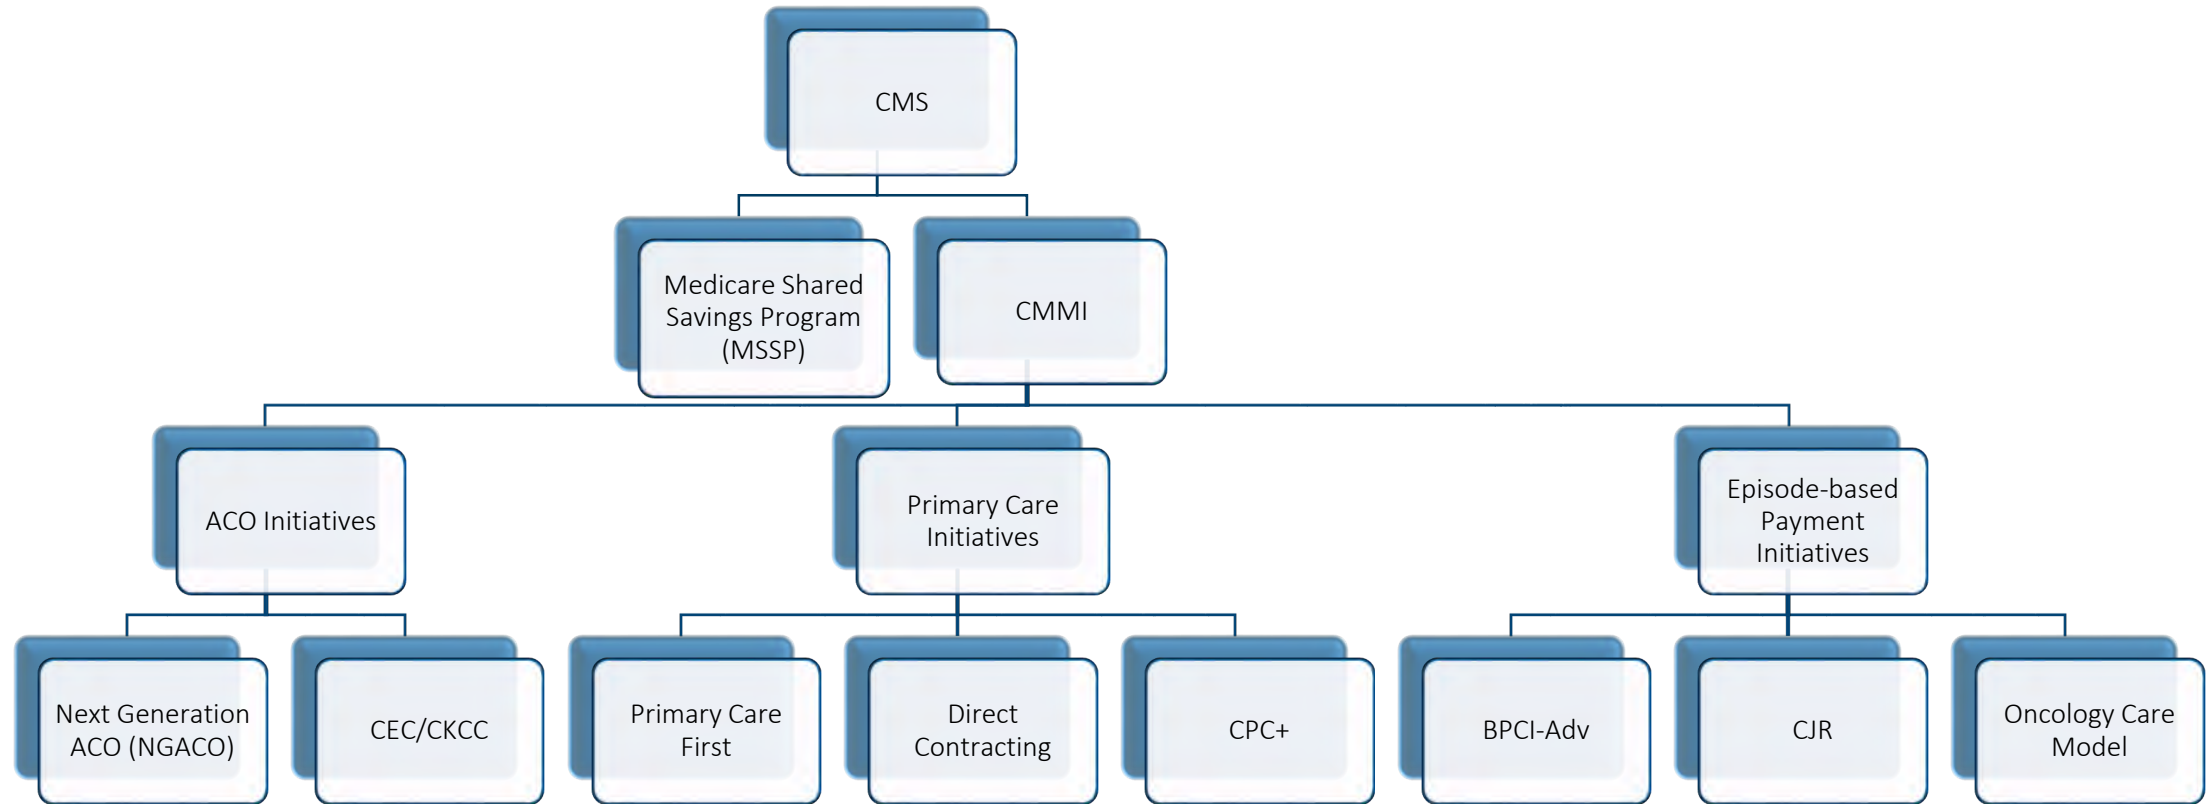 CMS
Medicare Shared
Savings Program
(MSSP)
CMMI
ACO Initiatives
Primary Care
Initiatives
Episode-based
Payment
Initiatives
Next Generation
ACO (NGACO)
CEC/CKCC
Primary Care
First
Direct
Contracting
CPC+
BPCI-Adv
CJR
Oncology Care
Model